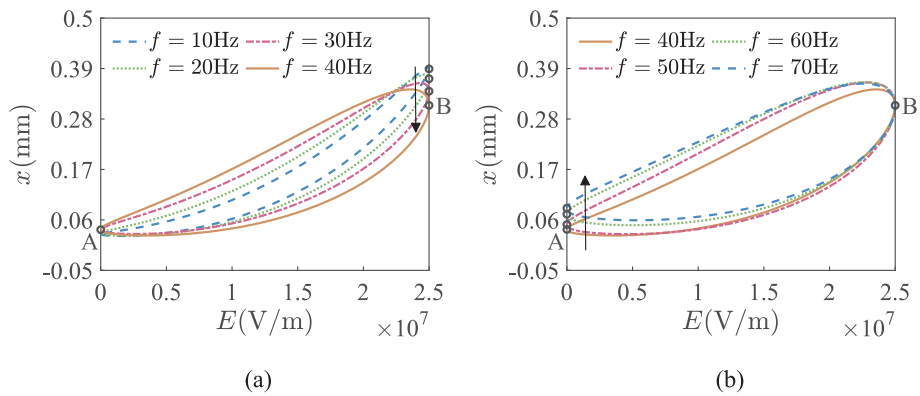 f = 10Hz f = 30Hz
f = 20Hz f = 40Hz
0.5
0.39
0.28
0.17
0.06
-0.05
x(mm)
A
B
0 0.5 1 1.5 2 2.5
E(V/m) ×10^7
(a)
f = 40Hz f = 60Hz
f = 50Hz f = 70Hz
0.5
0.39
0.28
0.17
0.06
-0.05
x(mm)
A
B
0 0.5 1 1.5 2 2.5
E(V/m) ×10^7
(b)